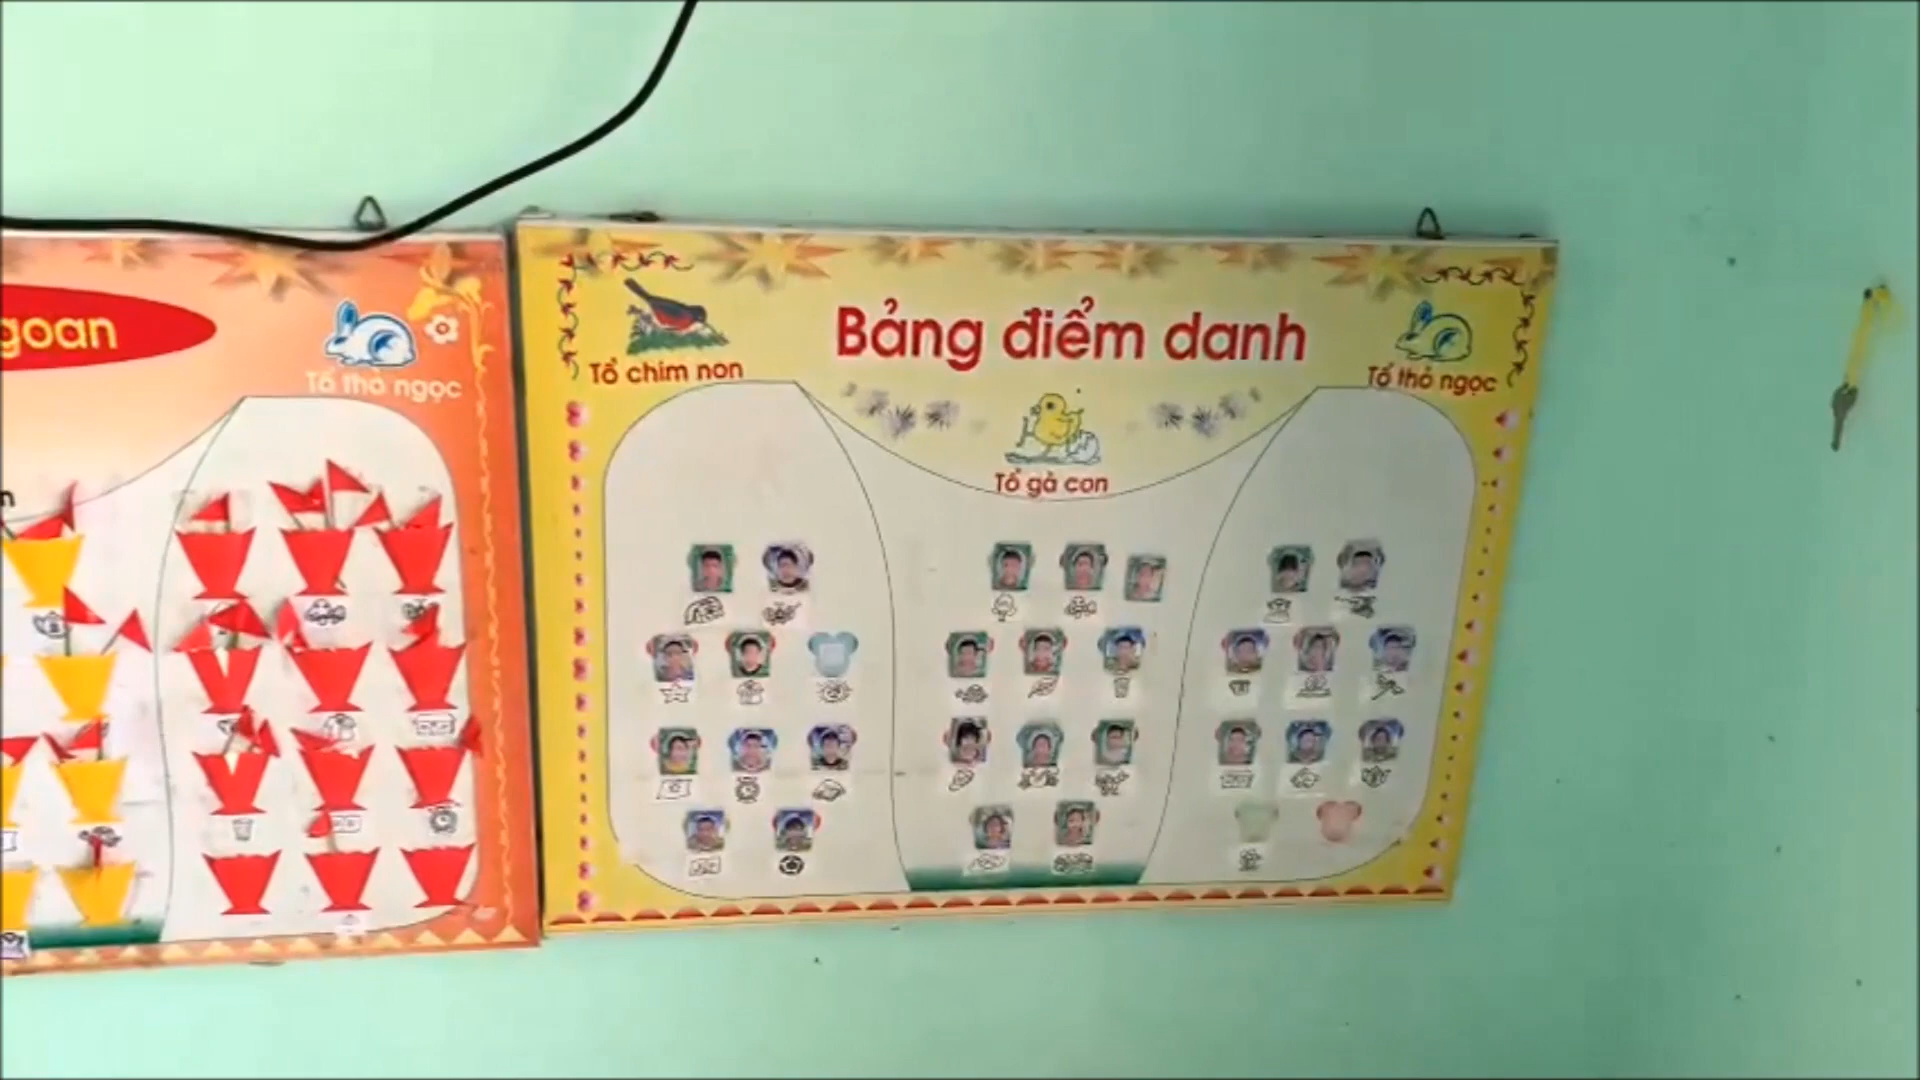 goan
Tổ thỏ ngọc
n
Bảng điểm danh
Tổ chim non
Tổ thỏ ngọc
Tổ gà con